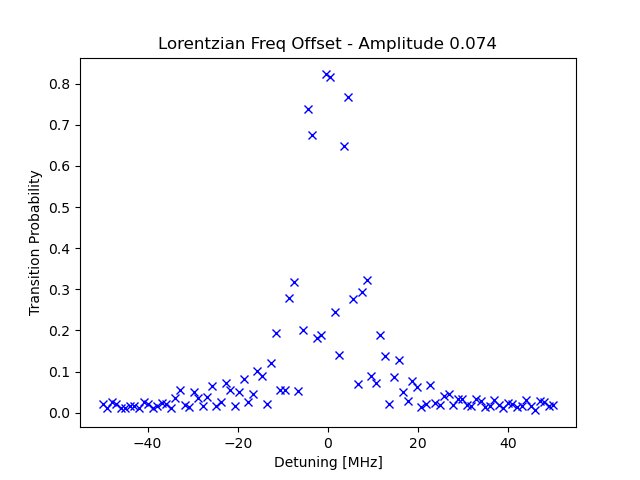 Lorentzian Freq Offset - Amplitude 0.074
Transition Probability
0.8
0.7
0.6
0.5
0.4
0.3
0.2
0.1
0.0
−40 −20 0 20 40
Detuning [MHz]